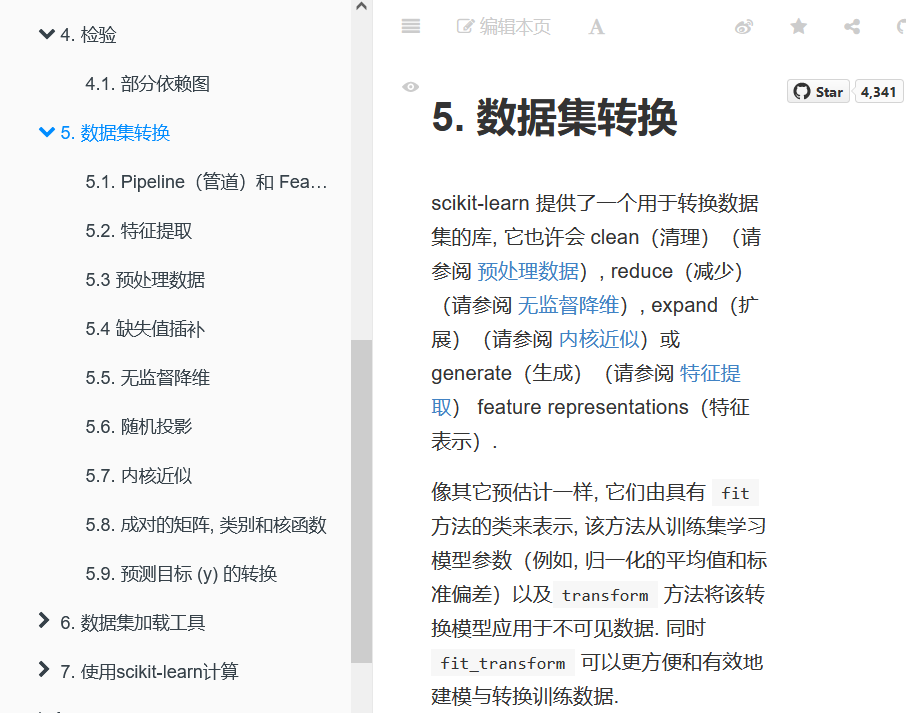 4. 检验
4.1. 部分依赖图
5. 数据集转换
5.1. Pipeline（管道）和 Fea…
5.2. 特征提取
5.3 预处理数据
5.4 缺失值插补
5.5. 无监督降维
5.6. 随机投影
5.7. 内核近似
5.8. 成对的矩阵, 类别和核函数
5.9. 预测目标 (y) 的转换
6. 数据集加载工具
7. 使用scikit-learn计算
编辑本页
A
Star 4,341
5. 数据集转换
scikit-learn 提供了一个用于转换数据
集的库, 它也许会 clean（清理）（请
参阅 预处理数据）, reduce（减少）
（请参阅 无监督降维）, expand（扩
展）（请参阅 内核近似）或
generate（生成）（请参阅 特征提
取） feature representations（特征
表示）.
像其它预估计一样, 它们由具有 fit
方法的类来表示, 该方法从训练集学习
模型参数（例如, 归一化的平均值和标
准偏差）以及 transform 方法将该转
换模型应用于不可见数据. 同时
fit_transform 可以更方便和有效地
建模与转换训练数据.